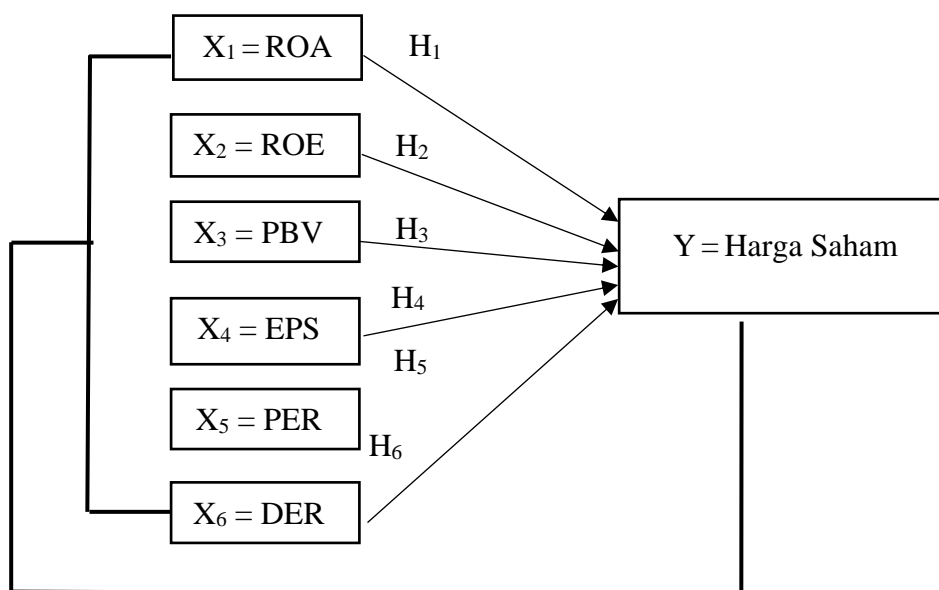 X₁ = ROA
H₁
X₂ = ROE
H₂
X₃ = PBV
H₃
Y = Harga Saham
X₄ = EPS
H₄
H₅
X₅ = PER
H₆
X₆ = DER